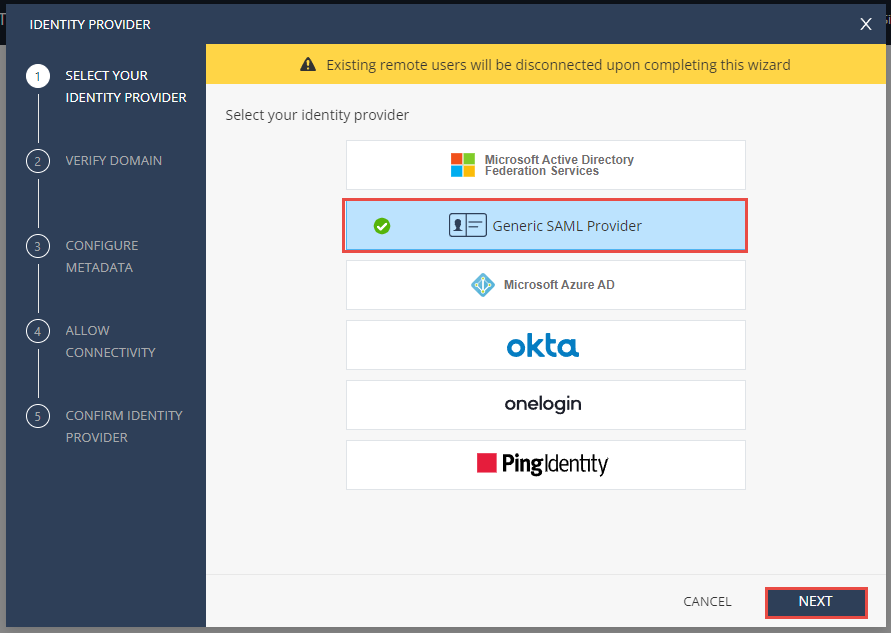 IDENTITY PROVIDER
X
1
SELECT YOUR
IDENTITY PROVIDER
2
VERIFY DOMAIN
3
CONFIGURE
METADATA
4
ALLOW
CONNECTIVITY
5
CONFIRM IDENTITY
PROVIDER
Existing remote users will be disconnected upon completing this wizard
Select your identity provider
Microsoft Active Directory
Federation Services
Generic SAML Provider
Microsoft Azure AD
okta
onelogin
PingIdentity
CANCEL
NEXT